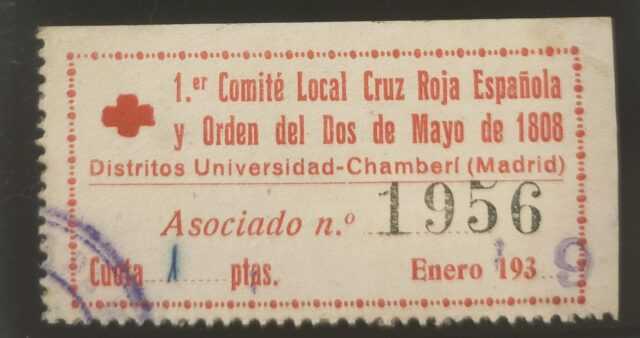 1.er Comité Local Cruz Roja Española
y Orden del Dos de Mayo de 1808
Distritos Universidad-Chamberí (Madrid)
Asociado n.º 1956
Cuota 1 ptas. Enero 193 9